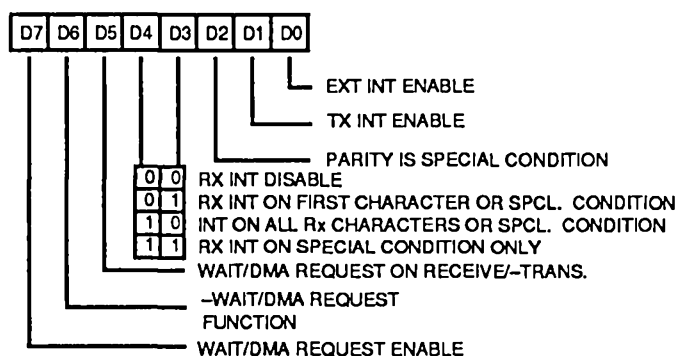 D7 D6 D5 D4 D3 D2 D1 D0
EXT INT ENABLE
TX INT ENABLE
PARITY IS SPECIAL CONDITION
0 0 RX INT DISABLE
0 1 RX INT ON FIRST CHARACTER OR SPCL. CONDITION
1 0 INT ON ALL Rx CHARACTERS OR SPCL. CONDITION
1 1 RX INT ON SPECIAL CONDITION ONLY
WAIT/DMA REQUEST ON RECEIVE/–TRANS.
–WAIT/DMA REQUEST
FUNCTION
WAIT/DMA REQUEST ENABLE